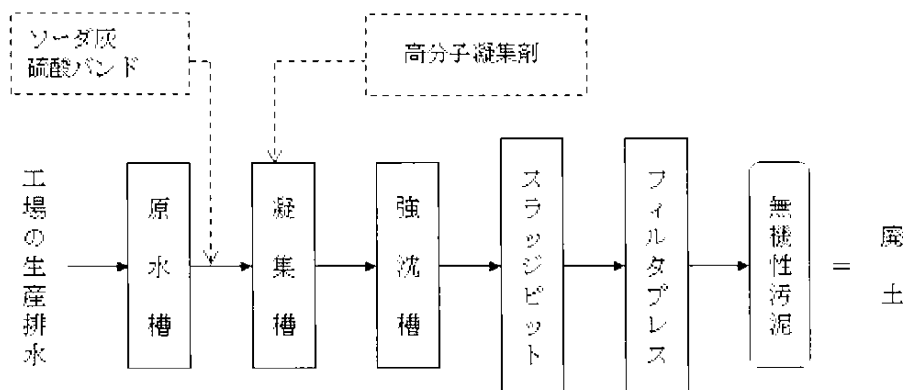 ソーダ灰
硫酸バンド
高分子凝集剤
工場の生産排水
原水槽
凝集槽
強沈槽
スラッジピット
フィルタプレス
無機性汚泥
=
廃土